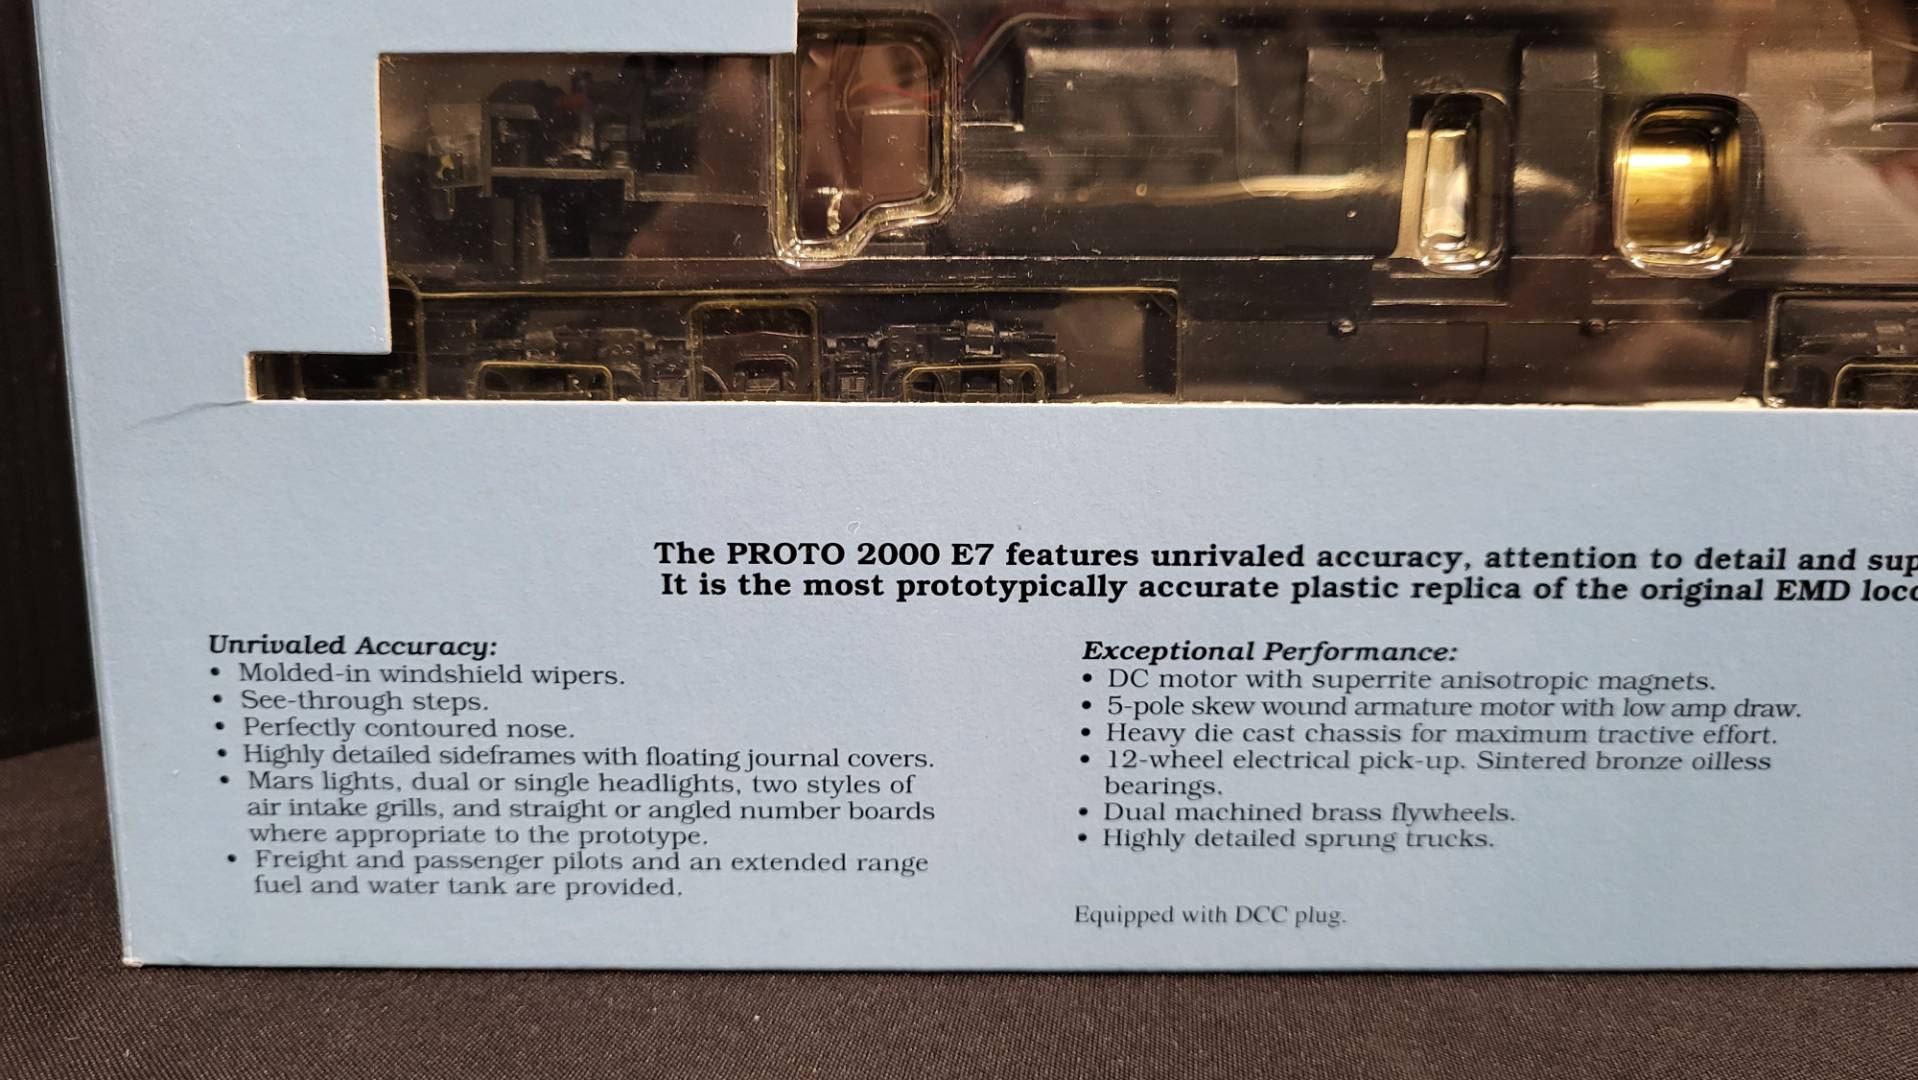 The PROTO 2000 E7 features unrivaled accuracy, attention to detail and
It is the most prototypically accurate plastic replica of the original EMD
Unrivaled Accuracy:
• Molded-in windshield wipers.
• See-through steps.
• Perfectly contoured nose.
• Highly detailed sideframes with floating journal covers.
• Mars lights, dual or single headlights, two styles of
air intake grills, and straight or angled number boards
where appropriate to the prototype.
• Freight and passenger pilots and an extended range
fuel and water tank are provided.
Exceptional Performance:
• DC motor with superrite anisotropic magnets.
• 5-pole skew wound armature motor with low amp draw.
• Heavy die cast chassis for maximum tractive effort.
• 12-wheel electrical pick-up. Sintered bronze oilless
bearings.
• Dual machined brass flywheels.
• Highly detailed sprung trucks.
Equipped with DCC plug.